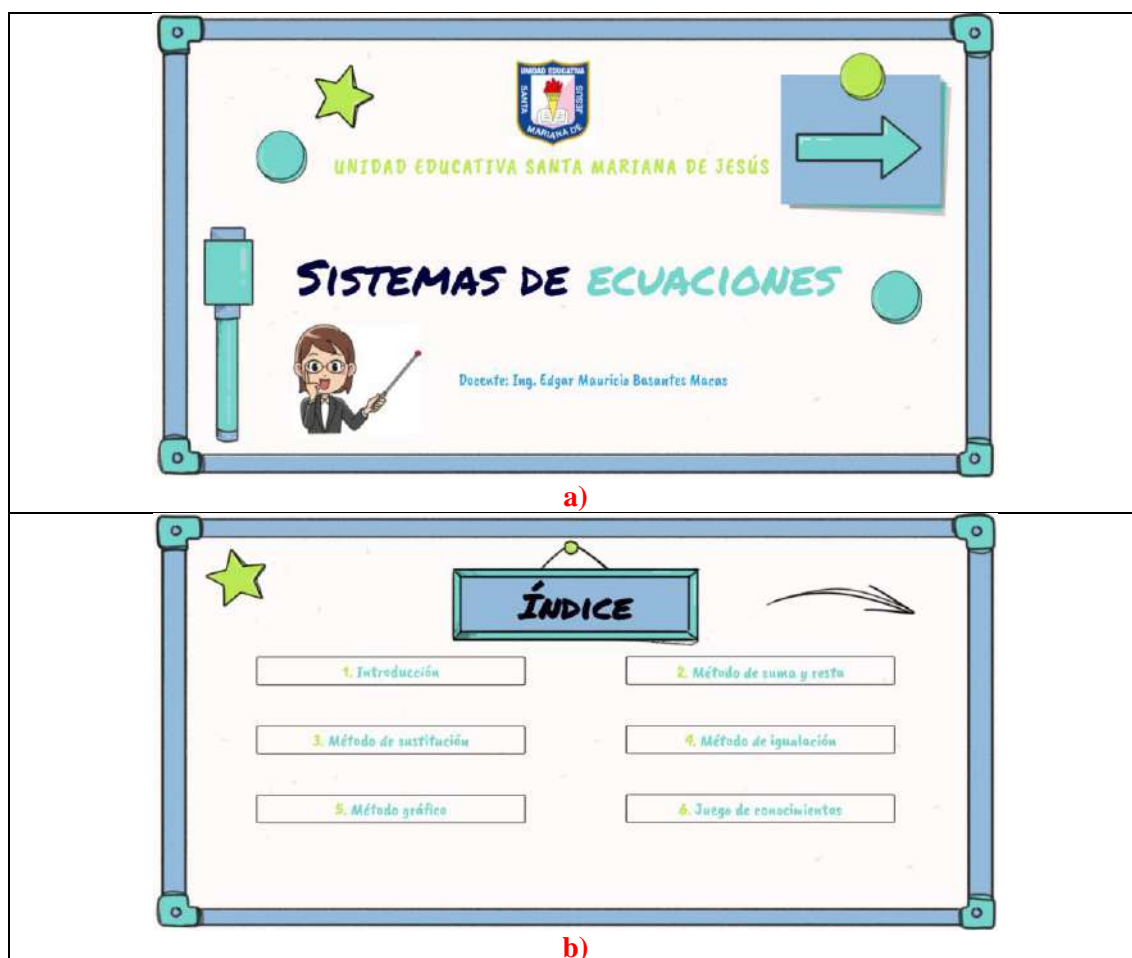 UNIDAD EDUCATIVA
SANTA
JESUS
MARIANA DE
UNIDAD EDUCATIVA SANTA MARIANA DE JESÚS
SISTEMAS DE ECUACIONES
Docente: Ing. Edgar Mauricio Basantes Macas
a)
ÍNDICE
1. Introducción
2. Método de suma y resta
3. Método de sustitución
4. Método de igualación
5. Método gráfico
6. Juego de conocimientos
b)